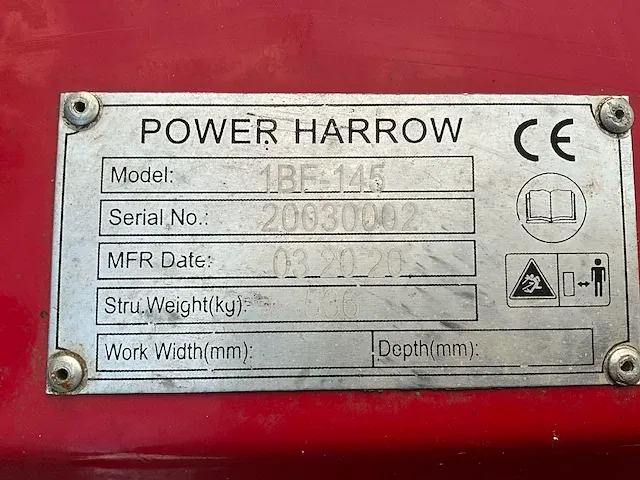 POWER HARROW
CE
Model: 1BF-145
Serial No.: 20030002
MFR Date: 03.20.20
Stru.Weight(kg):
Work Width(mm): Depth(mm):